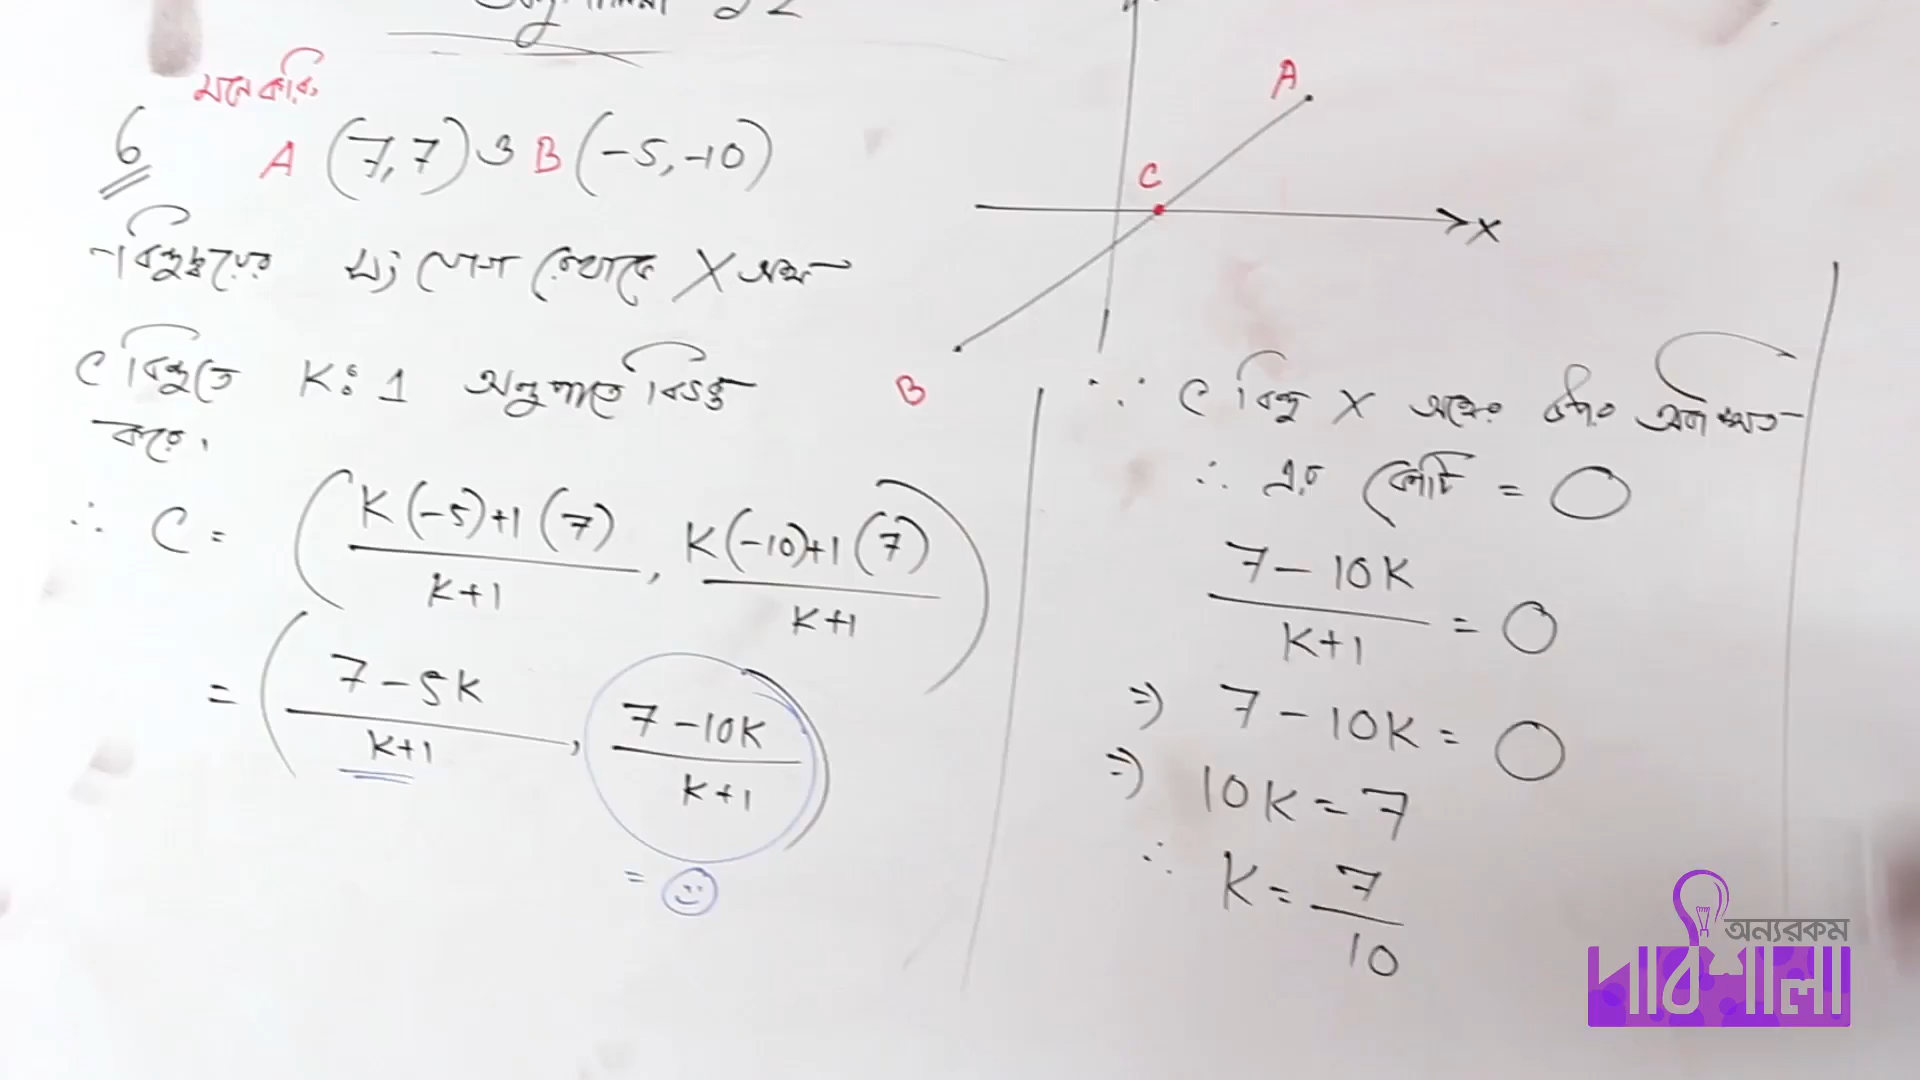 মনে করি,
6 A (7,7) ও B (-5,-10)
বিন্দুদ্বয়ের সংযোগ রেখাকে X অক্ষ
C বিন্দুতে K:1 অনুপাতে বিভক্ত
করে।
∴ C = ( K(-5)+1(7) / K+1 , K(-10)+1(7) / K+1 )
= ( 7-5K / K+1 , 7-10K / K+1 )
=
A
C
X
B
∵ C বিন্দু X অক্ষের উপর অবস্থিত
∴ এর কোটি = 0
7-10K / K+1 = 0
⇒ 7-10K = 0
⇒ 10K = 7
∴ K = 7/10
অন্যরকম
পাঠশালা